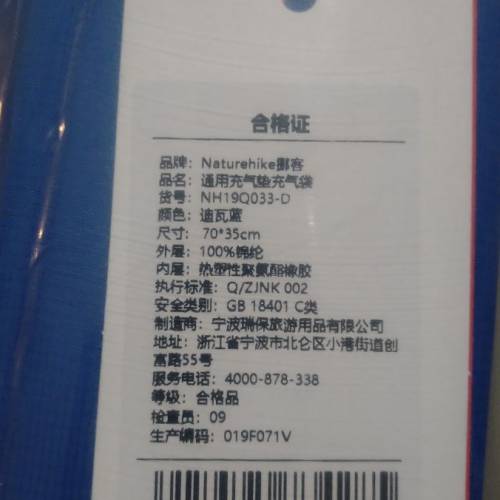 合格证
品牌：Naturehike挪客
品名：通用充气垫充气袋
货号：NH19Q033-D
颜色：迪瓦蓝
尺寸：70*35cm
外层：100%锦纶
内层：热塑性聚氨酯橡胶
执行标准：Q/ZJNK 002
安全类别：GB 18401 C类
制造商：宁波瑞保旅游用品有限公司
地址：浙江省宁波市北仑区小港街道创
富路55号
服务电话：4000-878-338
等级：合格品
检查员：09
生产编码：019F071V